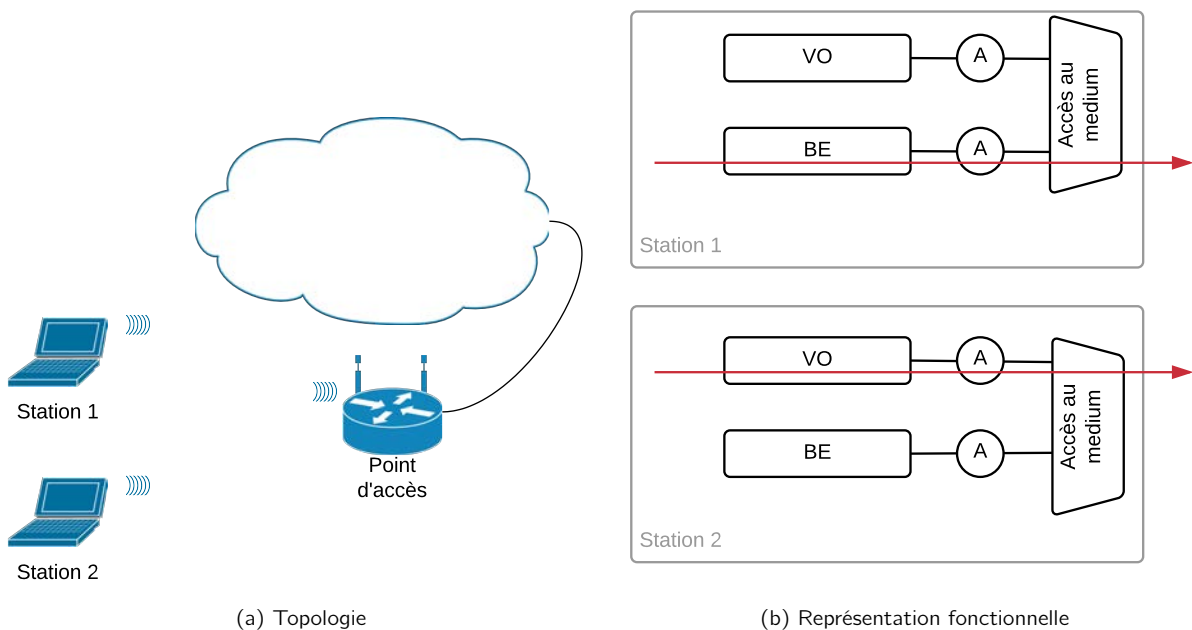 Station 1
Station 2
Point
d'accès
(a) Topologie
VO
A
BE
A
Accès au
medium
Station 1
VO
A
BE
A
Accès au
medium
Station 2
(b) Représentation fonctionnelle